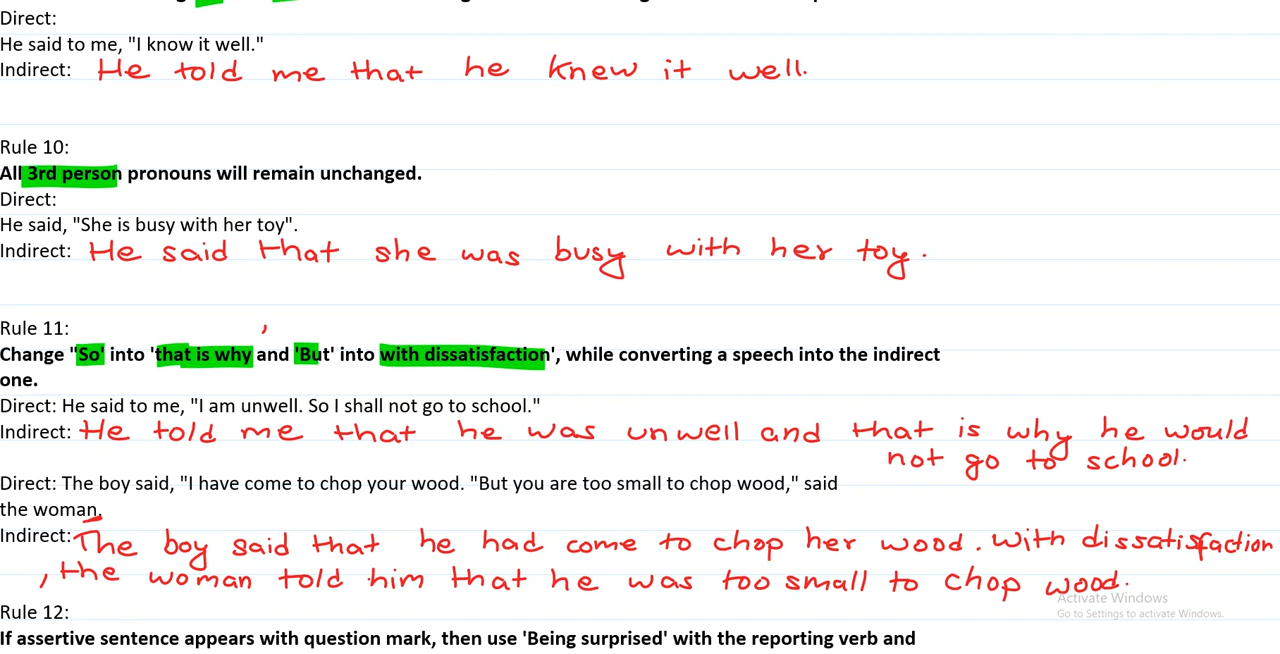 Direct:
He said to me, "I know it well."
Indirect: He told me that he knew it well.
Rule 10:
All 3rd person pronouns will remain unchanged.
Direct:
He said, "She is busy with her toy".
Indirect: He said that she was busy with her toy.
Rule 11:
Change "So' into 'that is why and 'But' into with dissatisfaction', while converting a speech into the indirect
one.
Direct: He said to me, "I am unwell. So I shall not go to school."
Indirect: He told me that he was unwell and that is why he would
not go to school.
Direct: The boy said, "I have come to chop your wood. "But you are too small to chop wood," said
the woman.
Indirect: The boy said that he had come to chop her wood. With dissatisfaction
, the woman told him that he was too small to chop wood.
Activate Windows
Go to Settings to activate Windows.
Rule 12:
If assertive sentence appears with question mark, then use 'Being surprised' with the reporting verb and